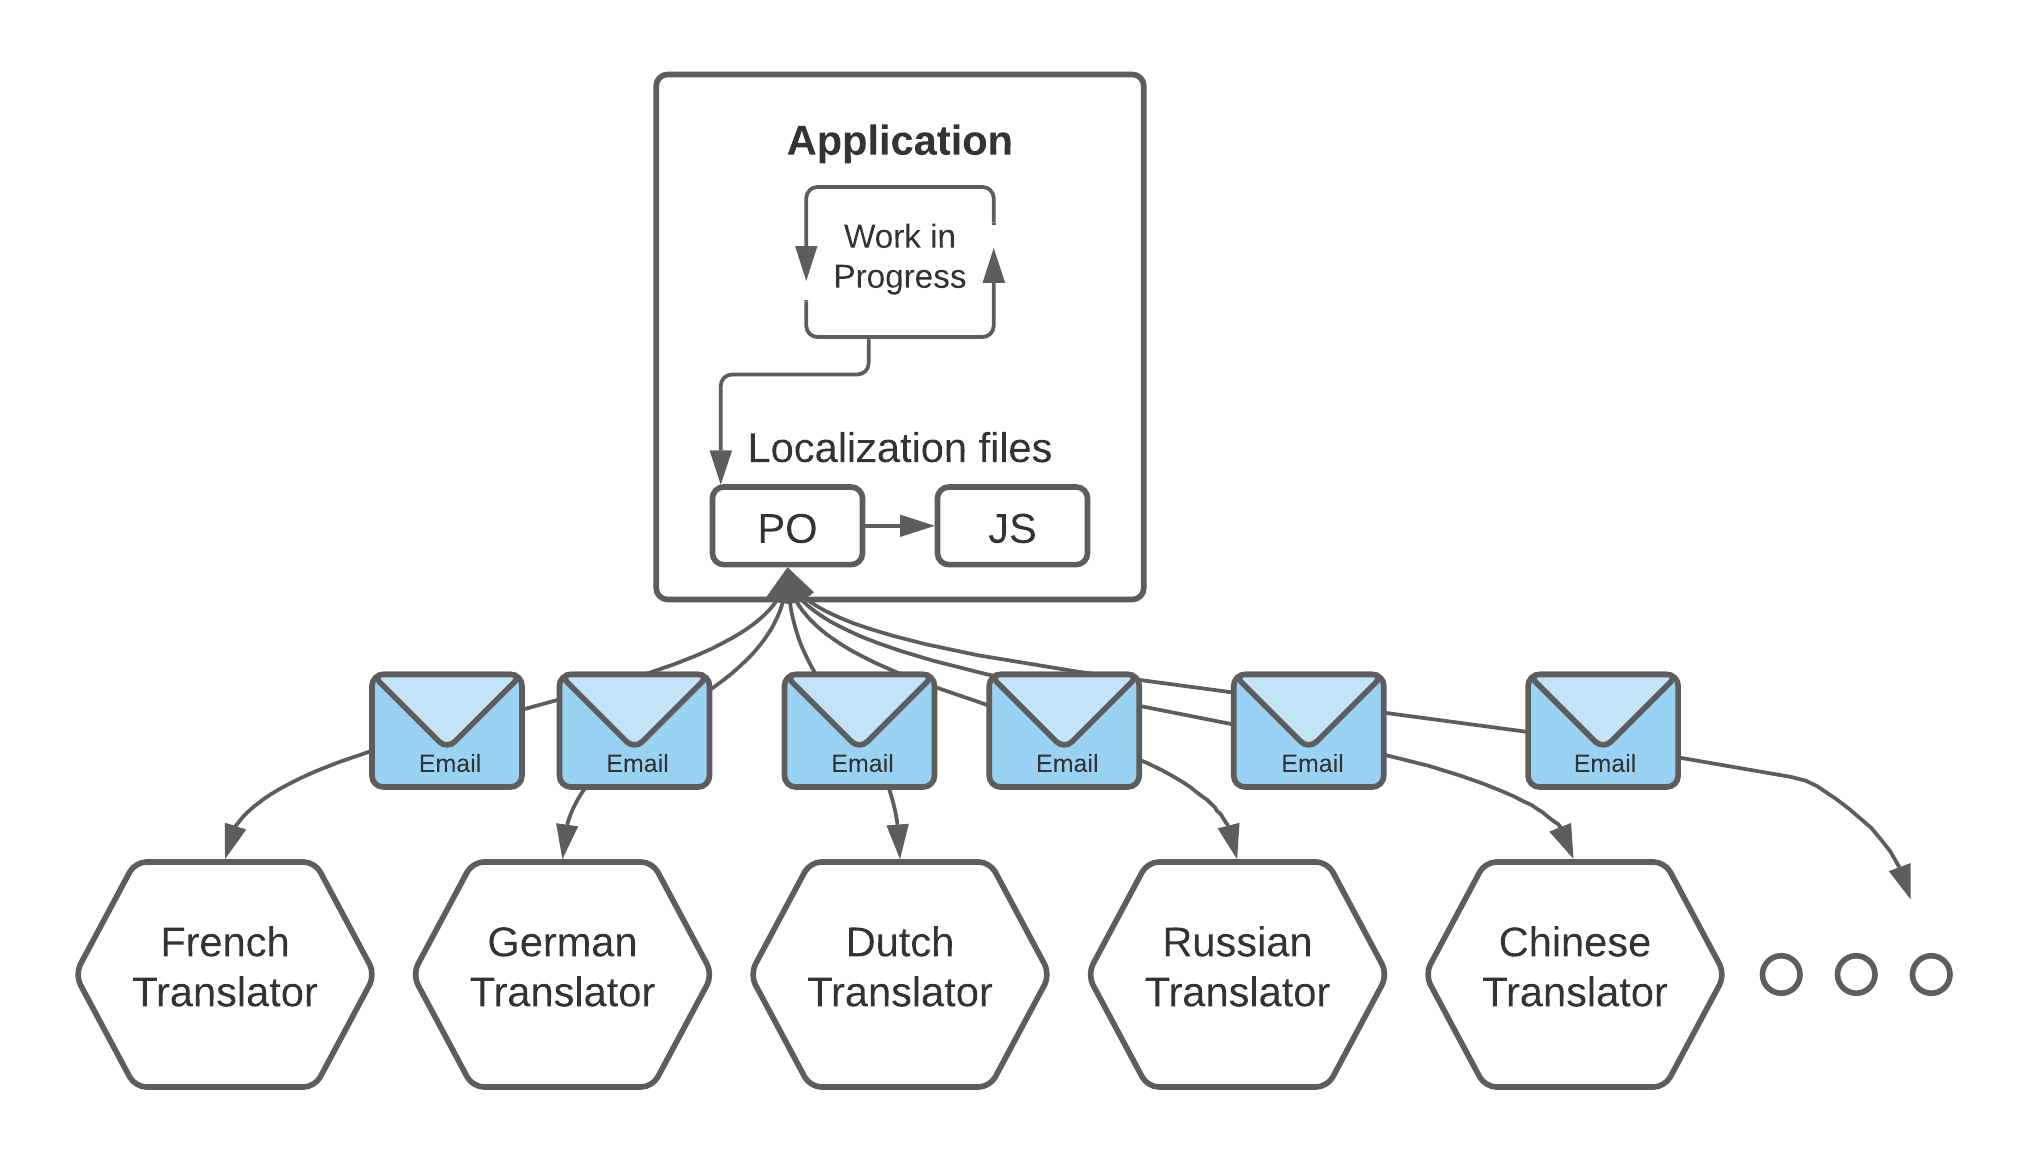 Application
Work in
Progress
Localization files
PO
JS
Email
Email
Email
Email
Email
Email
French
Translator
German
Translator
Dutch
Translator
Russian
Translator
Chinese
Translator